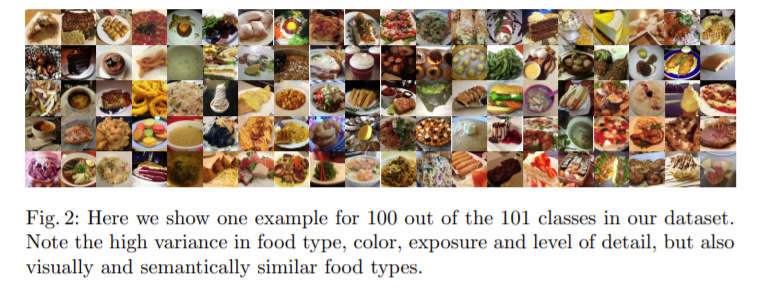 Fig. 2: Here we show one example for 100 out of the 101 classes in our dataset.
Note the high variance in food type, color, exposure and level of detail, but also
visually and semantically similar food types.